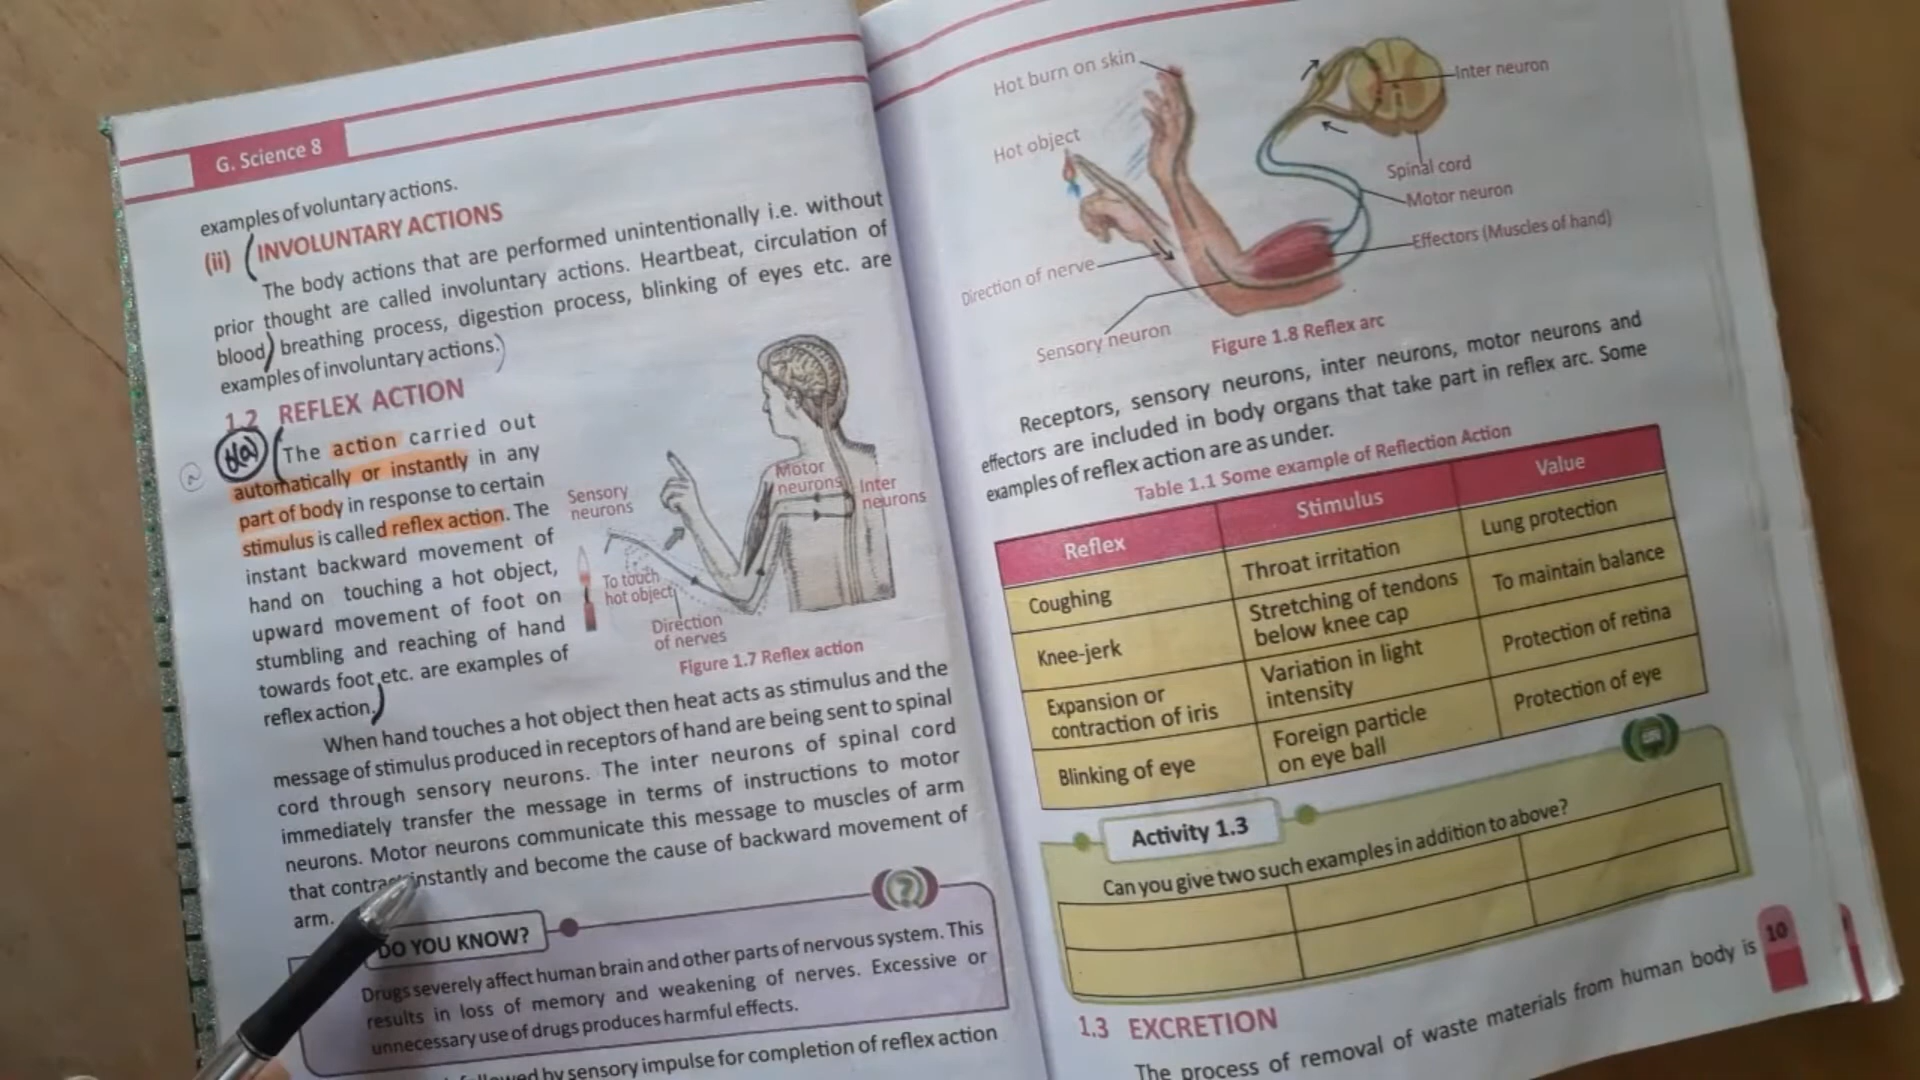 G. Science 8
examples of voluntary actions.
(ii) INVOLUNTARY ACTIONS
The body actions that are performed unintentionally i.e. without
prior thought are called involuntary actions. Heartbeat, circulation of
blood, breathing process, digestion process, blinking of eyes etc. are
examples of involuntary actions.
1.2 REFLEX ACTION
The action carried out
automatically or instantly in any
part of body in response to certain
stimulus is called reflex action. The
instant backward movement of
hand on touching a hot object,
upward movement of foot on
stumbling and reaching of hand
towards foot etc. are examples of
reflex action.
Sensory
neurons
Motor
neurons
Inter
neurons
To touch
hot object
Direction
of nerves
Figure 1.7 Reflex action
When hand touches a hot object then heat acts as stimulus and the
message of stimulus produced in receptors of hand are being sent to spinal
cord through sensory neurons. The inter neurons of spinal cord
immediately transfer the message in terms of instructions to motor
neurons. Motor neurons communicate this message to muscles of arm
that contract instantly and become the cause of backward movement of
arm.
DO YOU KNOW?
Drugs severely affect human brain and other parts of nervous system. This
results in loss of memory and weakening of nerves. Excessive or
unnecessary use of drugs produces harmful effects.
followed by sensory impulse for completion of reflex action
Hot burn on skin
Hot object
Direction of nerve
Sensory neuron
Inter neuron
Spinal cord
Motor neuron
Effectors (Muscles of hand)
Figure 1.8 Reflex arc
Receptors, sensory neurons, inter neurons, motor neurons and
effectors are included in body organs that take part in reflex arc. Some
examples of reflex action are as under.
Table 1.1 Some example of Reflection Action
Reflex Stimulus Value
Coughing Throat irritation Lung protection
Knee-jerk Stretching of tendons To maintain balance
below knee cap
Expansion or Variation in light Protection of retina
contraction of iris intensity
Blinking of eye Foreign particle Protection of eye
on eye ball
Activity 1.3
Can you give two such examples in addition to above?
10
1.3 EXCRETION
The process of removal of waste materials from human body is